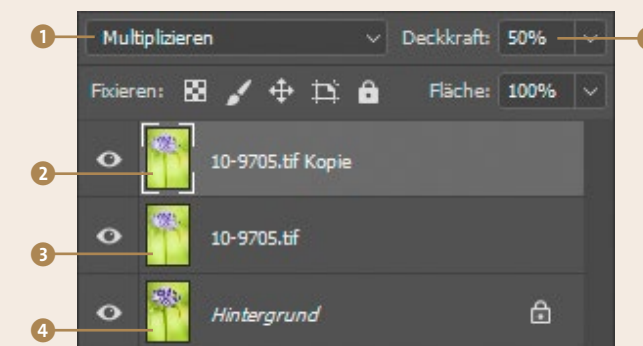 1 Multiplizieren Deckkraft: 50%
Fixieren: Fläche: 100%
2 10-9705.tif Kopie
3 10-9705.tif
4 Hintergrund